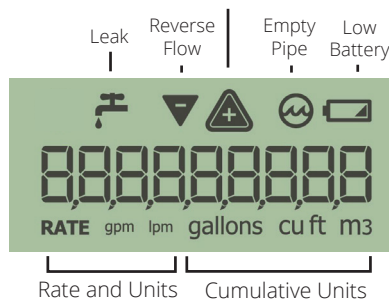 Leak
Reverse Flow
Empty Pipe
Low Battery
8,8,8,8,8,8,8,8,8
RATE gpm lpm gallons cu ft m3
Rate and Units
Cumulative Units